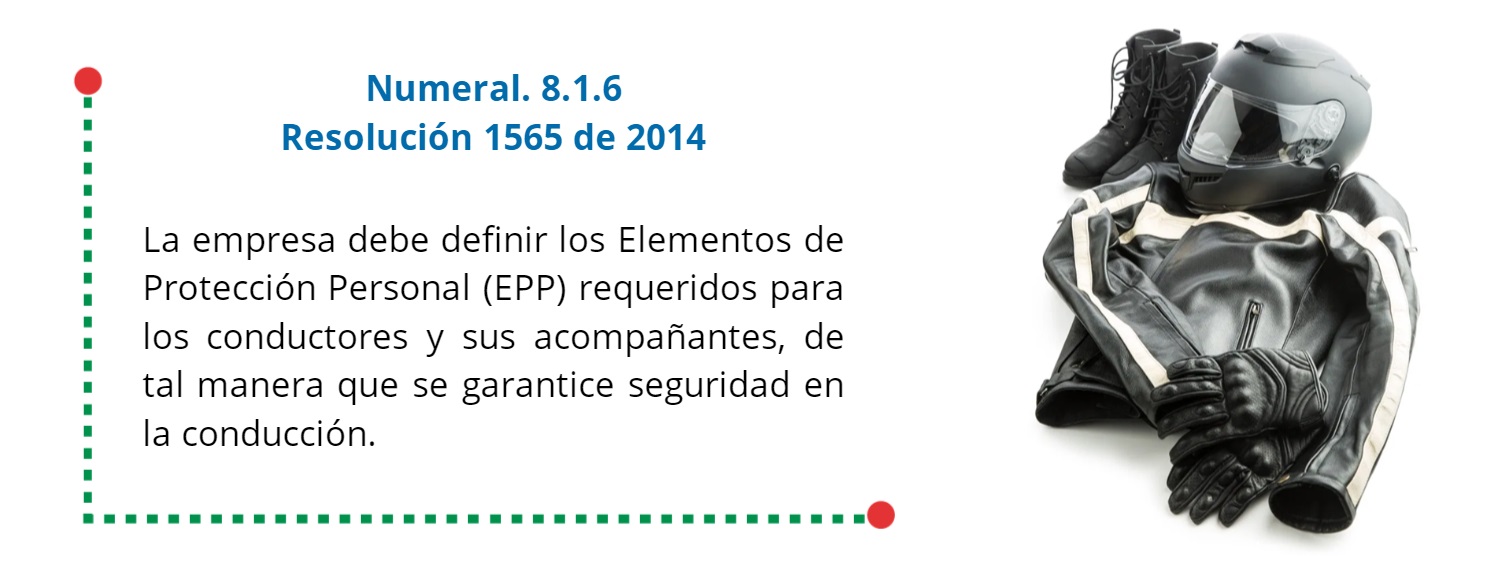 Numeral. 8.1.6
Resolución 1565 de 2014
La empresa debe definir los Elementos de
Protección Personal (EPP) requeridos para
los conductores y sus acompañantes, de
tal manera que se garantice seguridad en
la conducción.